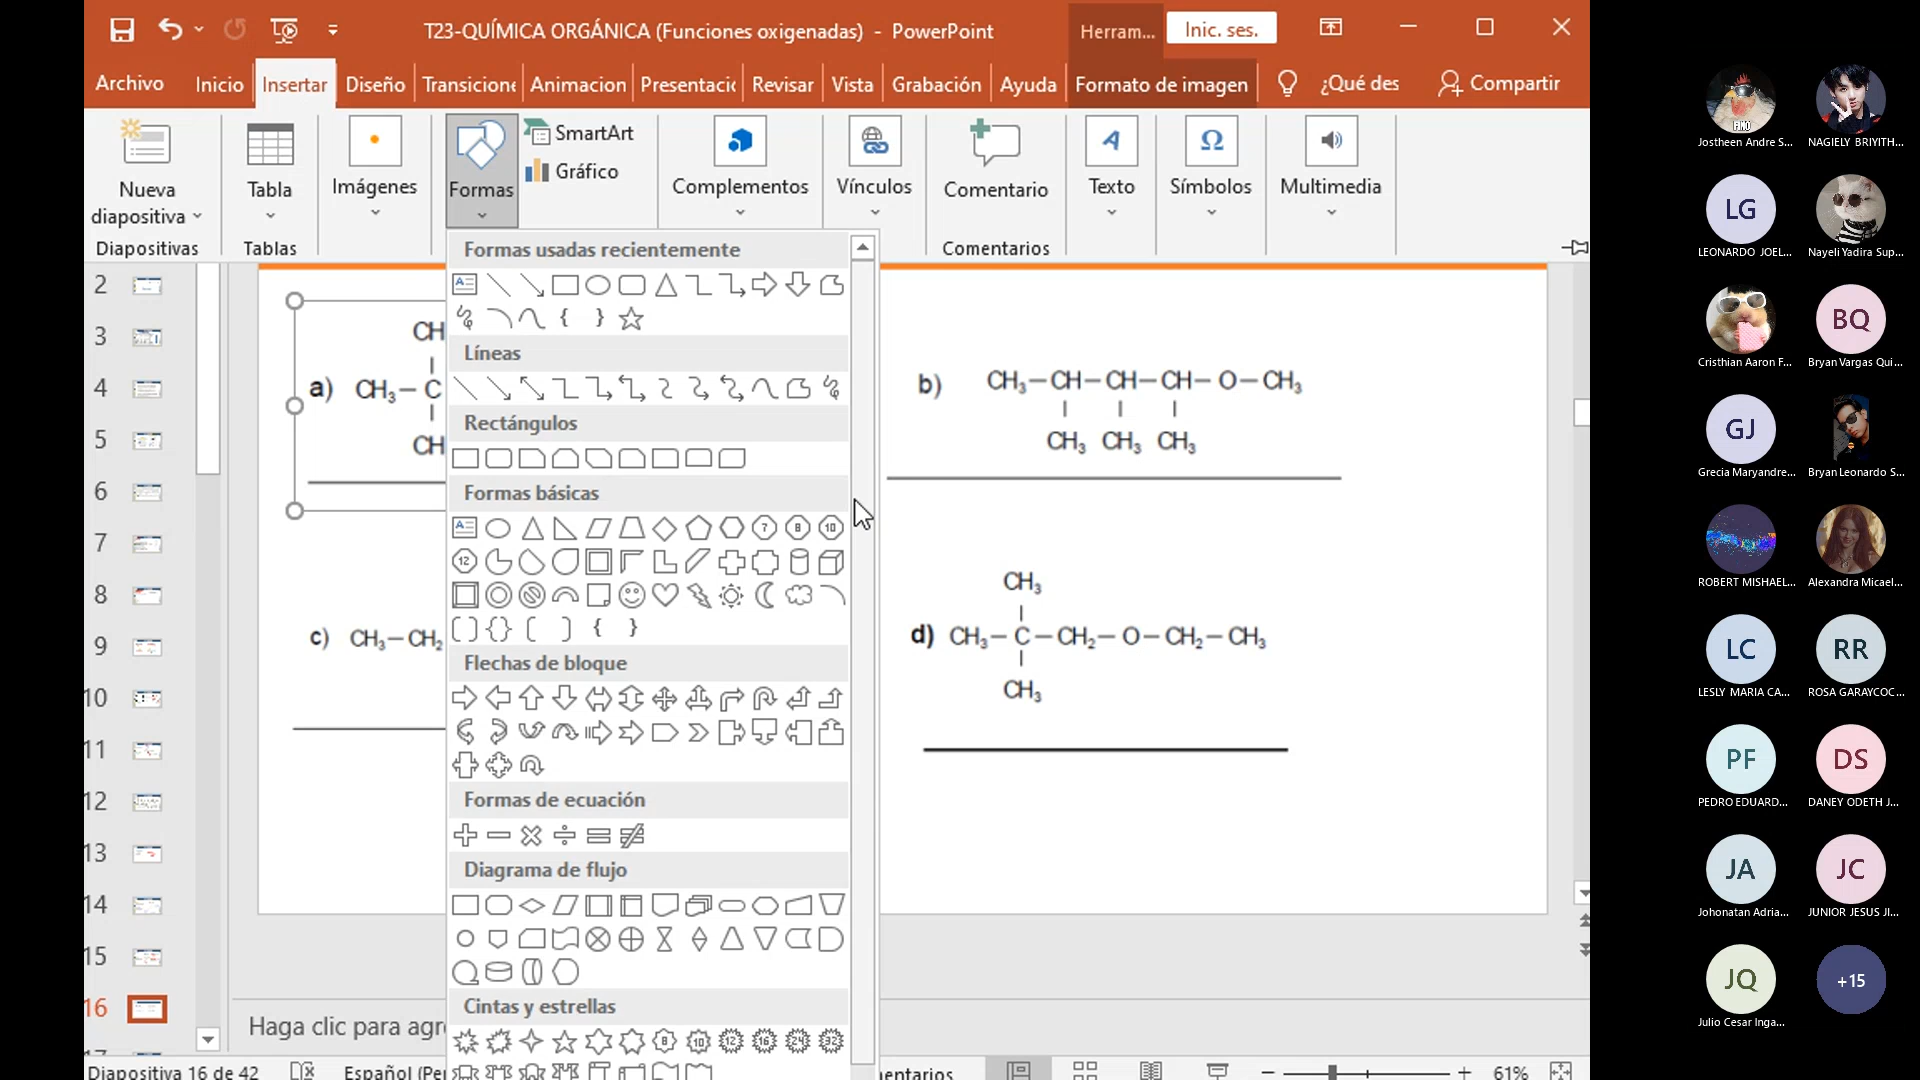 T23-QUÍMICA ORGÁNICA (Funciones oxigenadas) - PowerPoint
Herram...
Inic. ses.
Archivo
Inicio
Insertar
Diseño
Transicione
Animacion
Presentació
Revisar
Vista
Grabación
Ayuda
Formato de imagen
¿Qué des
Compartir
Nueva
diapositiva
Diapositivas
Tabla
Tablas
Imágenes
Formas
SmartArt
Gráfico
Complementos
Vínculos
Comentario
Comentarios
Texto
Símbolos
Multimedia
Formas usadas recientemente
Líneas
Rectángulos
Formas básicas
Flechas de bloque
Formas de ecuación
Diagrama de flujo
Cintas y estrellas
2
3
4
5
6
7
8
9
10
11
12
13
14
15
16
CH
a) CH₃ – C
CH
b) CH₃ – CH – CH – CH – O – CH₃
CH₃ CH₃ CH₃
c) CH₃ – CH₂
CH₃
d) CH₃ – C – CH₂ – O – CH₂ – CH₃
CH₃
Haga clic para agre
Diapositiva 16 de 42
Español (Per
entarios
61%
FINO
Jostheen Andre S...
NAGIELY BRIYITH...
LG
LEONARDO JOEL...
Nayeli Yadira Sup...
Cristhian Aaron F...
BQ
Bryan Vargas Qui...
GJ
Grecia Maryandre...
Bryan Leonardo S...
ROBERT MISHAEL...
Alexandra Micael...
LC
LESLY MARIA CA...
RR
ROSA GARAYCOC...
PF
PEDRO EDUARD...
DS
DANEY ODETH J...
JA
Johonatan Adria...
JC
JUNIOR JESUS JI...
JQ
Julio Cesar Inga...
+15